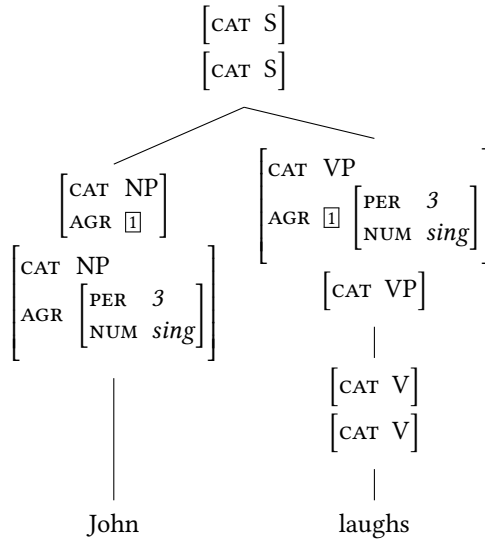 [CAT S]
[CAT S]
[CAT NP
AGR 1]
[CAT VP
AGR 1 [PER 3
NUM sing]]
[CAT NP
AGR [PER 3
NUM sing]]
[CAT VP]
[CAT V]
[CAT V]
John laughs